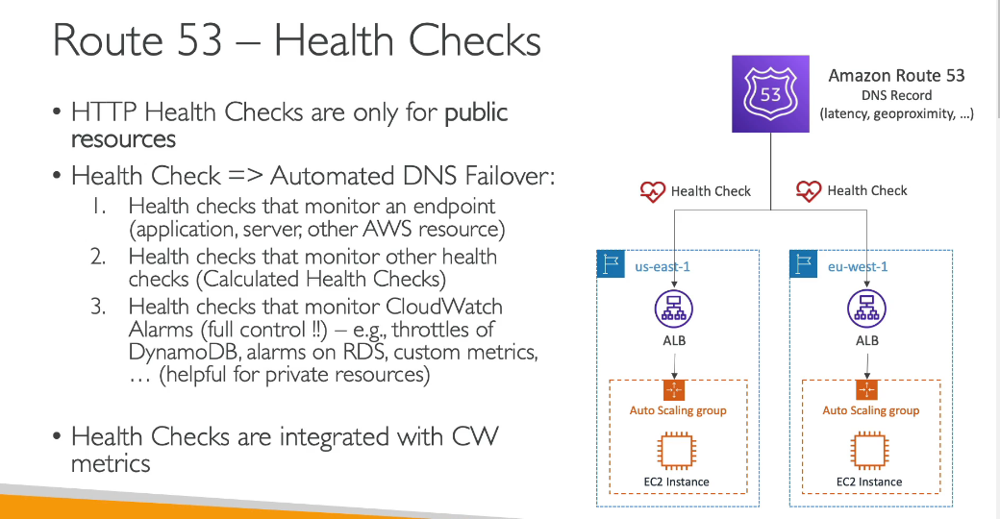 Route 53 – Health Checks
• HTTP Health Checks are only for public
resources
• Health Check => Automated DNS Failover:
1. Health checks that monitor an endpoint
(application, server, other AWS resource)
2. Health checks that monitor other health
checks (Calculated Health Checks)
3. Health checks that monitor CloudWatch
Alarms (full control !!) – e.g., throttles of
DynamoDB, alarms on RDS, custom metrics,
… (helpful for private resources)
• Health Checks are integrated with CW
metrics
53
Amazon Route 53
DNS Record
(latency, geoproximity, …)
Health Check
Health Check
us-east-1
ALB
Auto Scaling group
EC2 Instance
eu-west-1
ALB
Auto Scaling group
EC2 Instance